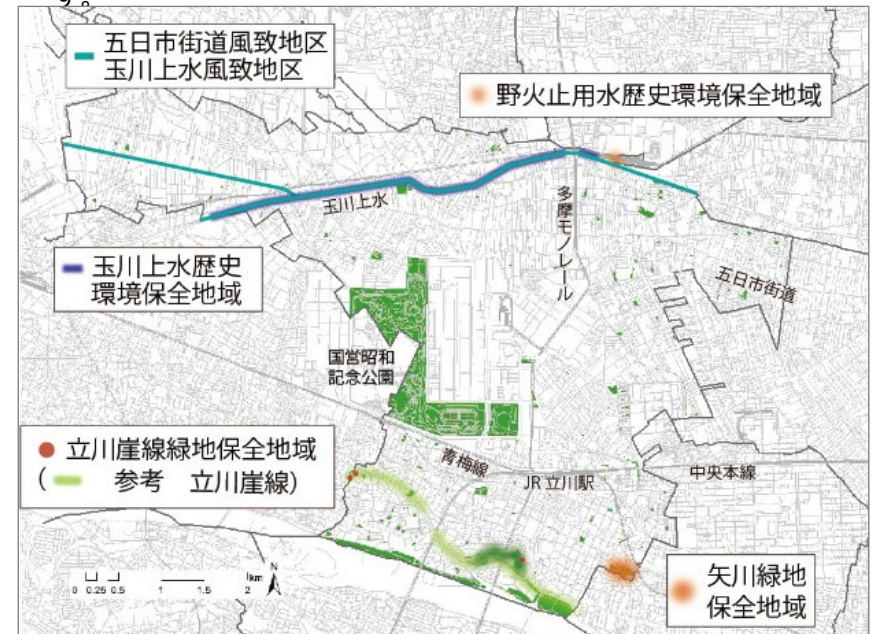 す。
五日市街道風致地区
玉川上水風致地区
野火止用水歴史環境保全地域
玉川上水
多摩モノレール
玉川上水歴史
環境保全地域
五日市街道
国営昭和
記念公園
立川崖線緑地保全地域
(参考 立川崖線)
青梅線
JR 立川駅
中央本線
矢川緑地
保全地域
0 0.25 0.5 1 1.5 2 km
N